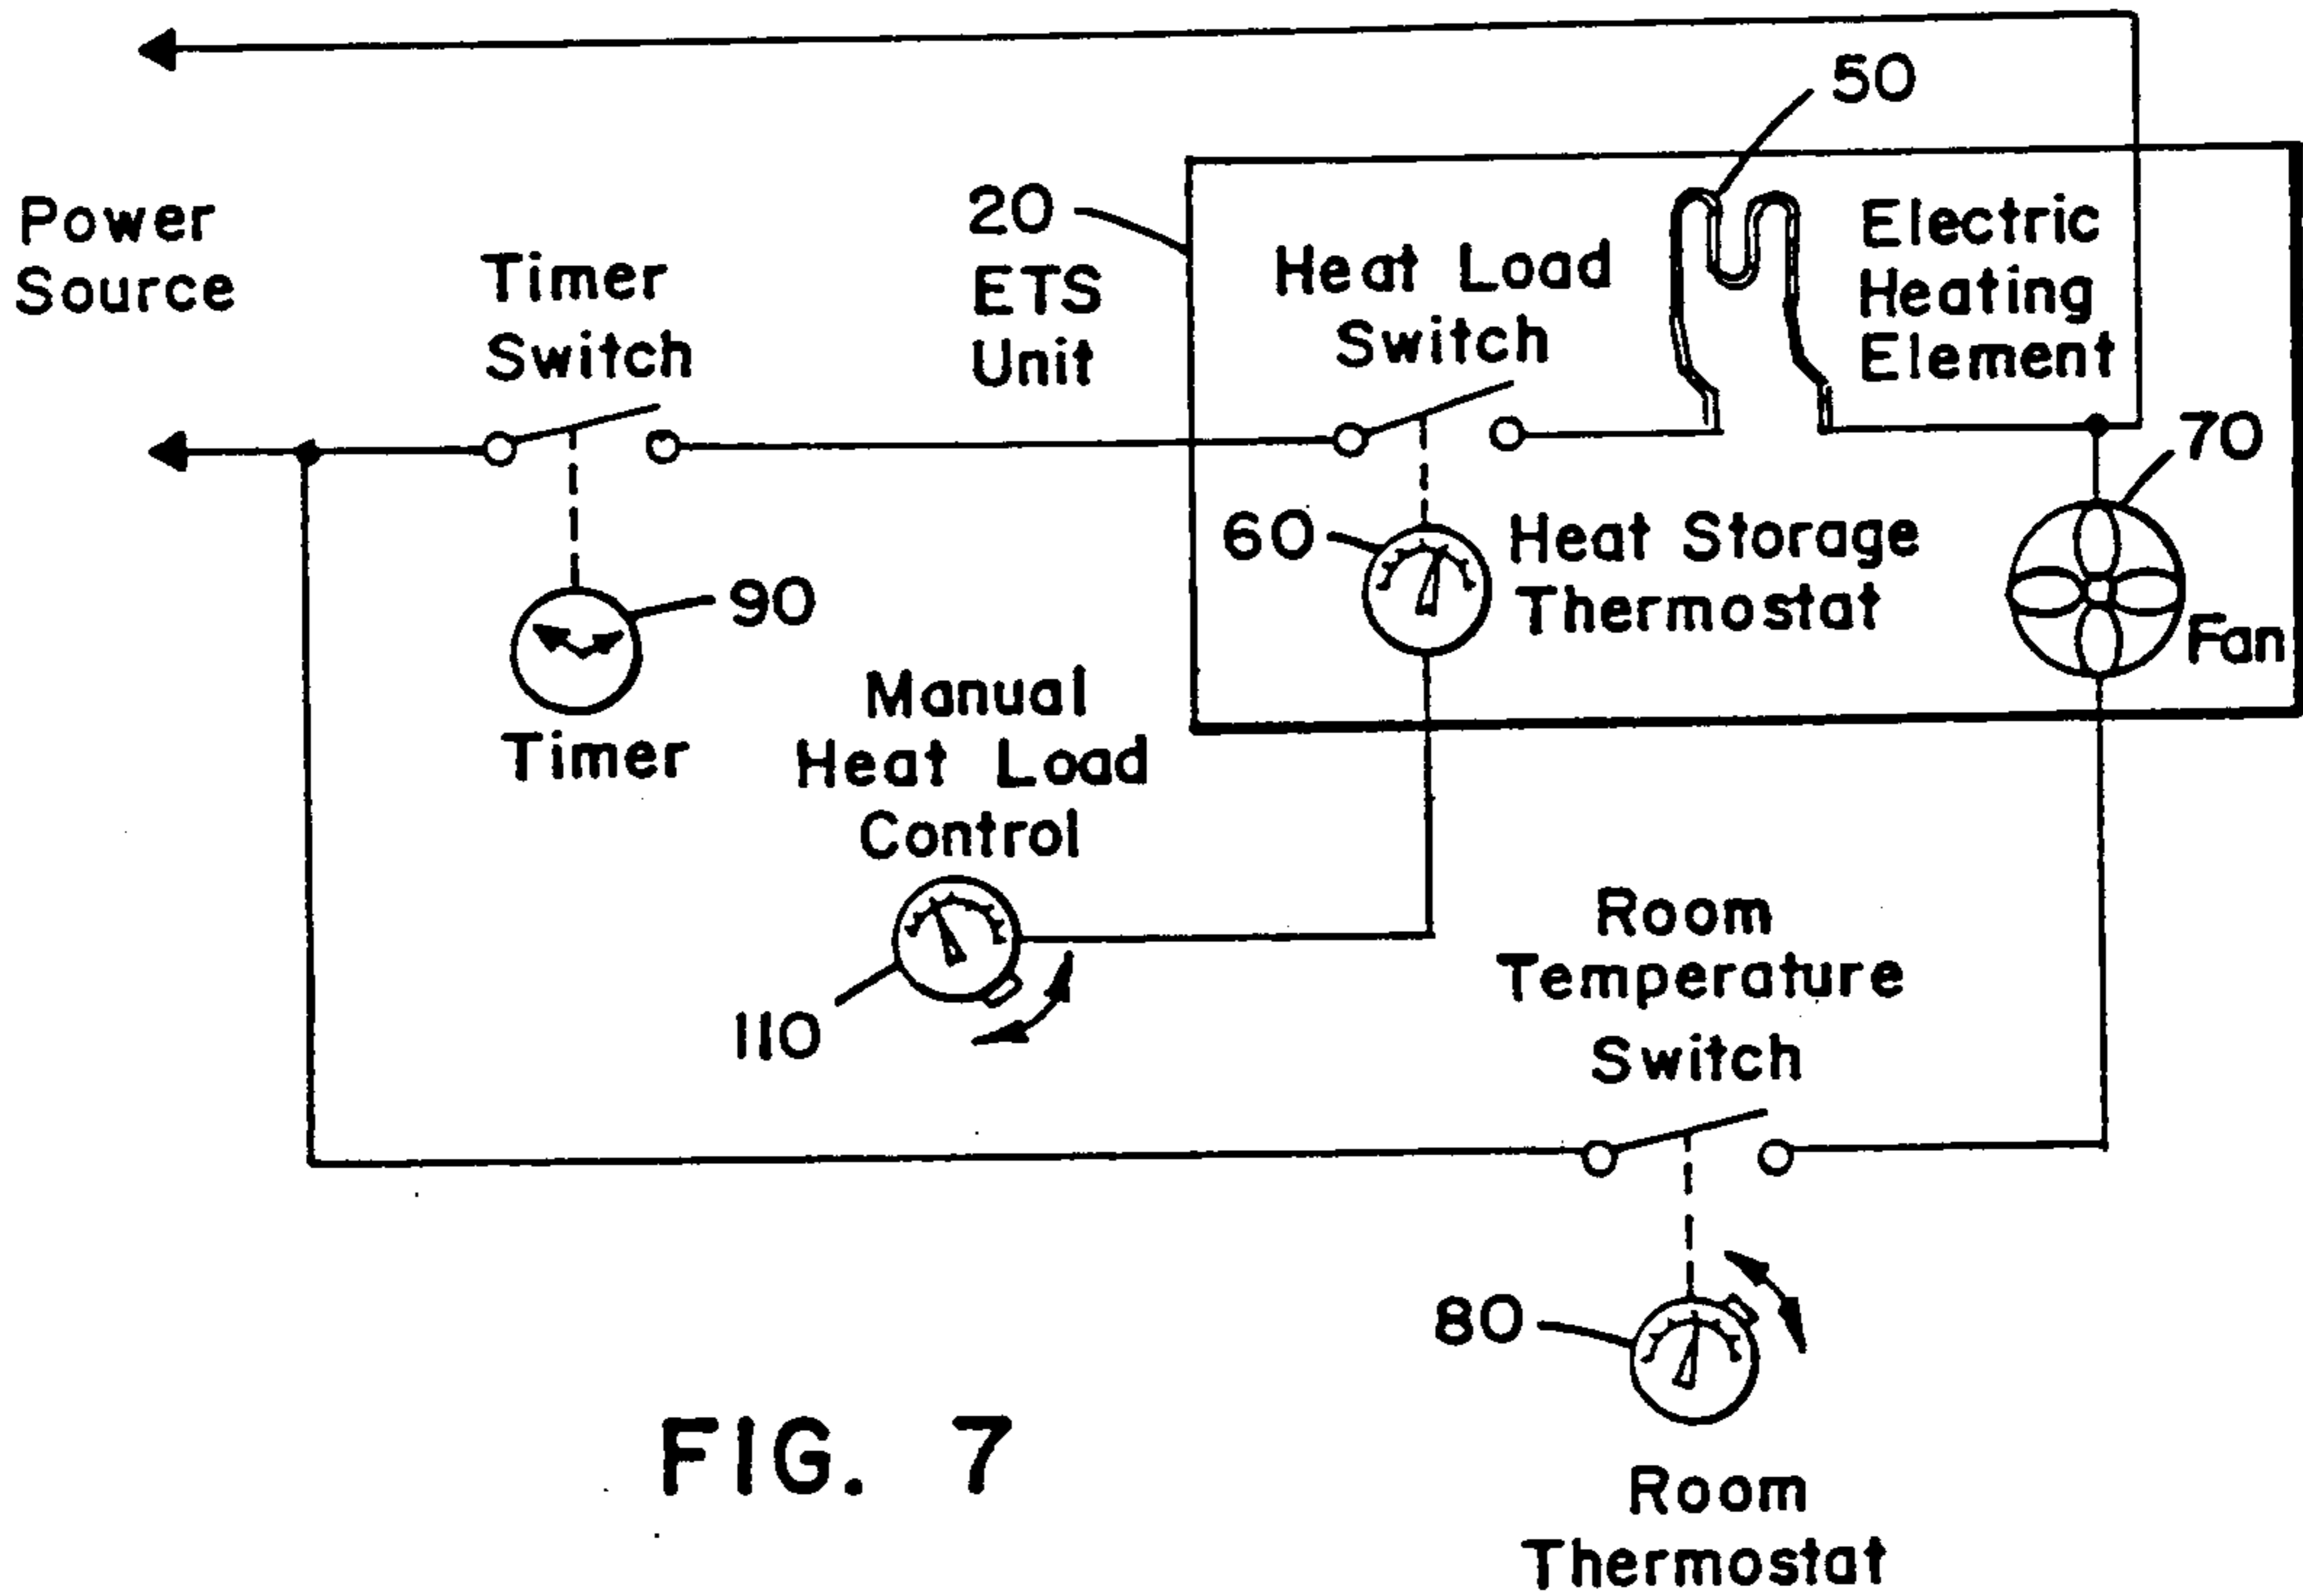 50
Power
Source
Timer
Switch
20
ETS
Unit
Heat Load
Switch
Electric
Heating
Element
70
60
Heat Storage
Thermostat
Fan
90
Timer
Manual
Heat Load
Control
110
Room
Temperature
Switch
80
Room
Thermostat
FIG. 7